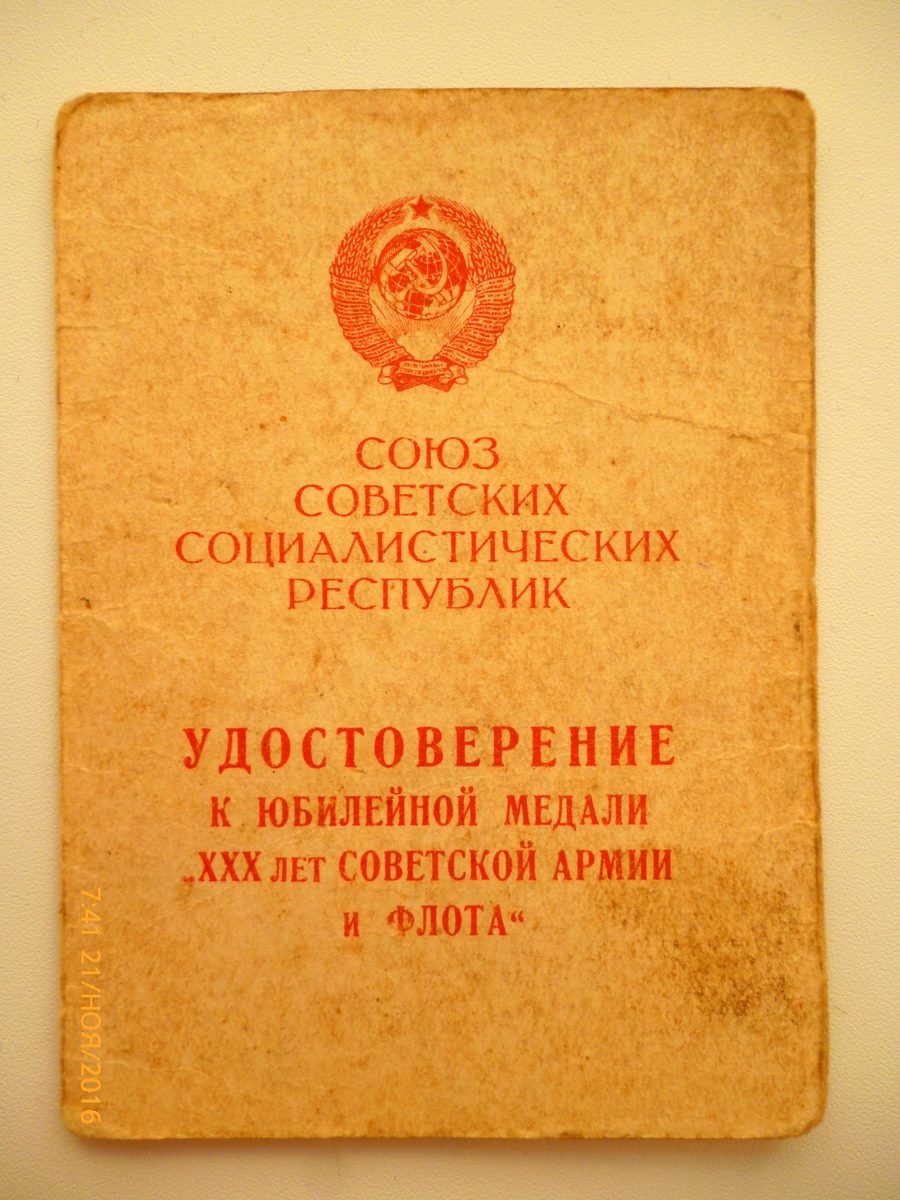 СОЮЗ
СОВЕТСКИХ
СОЦИАЛИСТИЧЕСКИХ
РЕСПУБЛИК
УДОСТОВЕРЕНИЕ
К ЮБИЛЕЙНОЙ МЕДАЛИ
„XXX ЛЕТ СОВЕТСКОЙ АРМИИ
И ФЛОТА“
7:41 21/НОЯ/2016